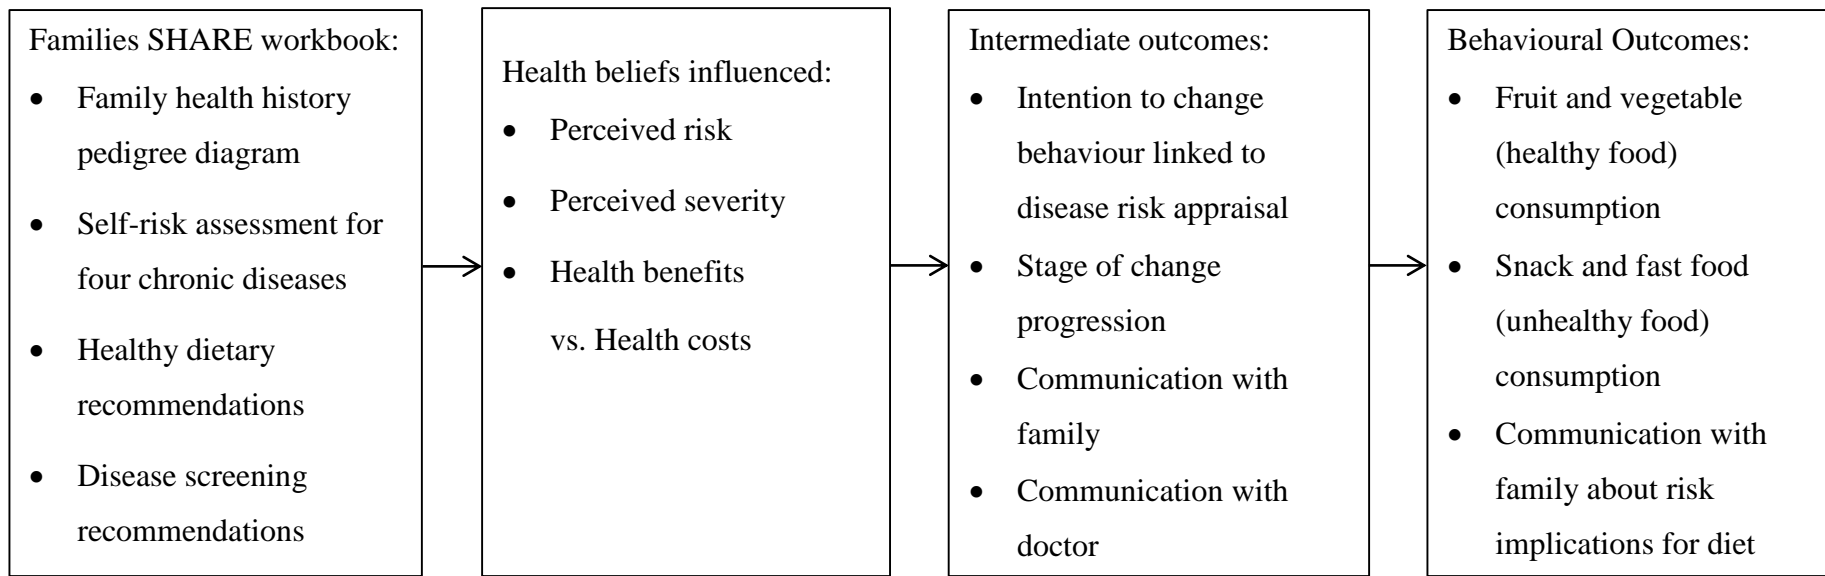 Families SHARE workbook:
• Family health history
pedigree diagram
• Self-risk assessment for
four chronic diseases
• Healthy dietary
recommendations
• Disease screening
recommendations
Health beliefs influenced:
• Perceived risk
• Perceived severity
• Health benefits
vs. Health costs
Intermediate outcomes:
• Intention to change
behaviour linked to
disease risk appraisal
• Stage of change
progression
• Communication with
family
• Communication with
doctor
Behavioural Outcomes:
• Fruit and vegetable
(healthy food)
consumption
• Snack and fast food
(unhealthy food)
consumption
• Communication with
family about risk
implications for diet